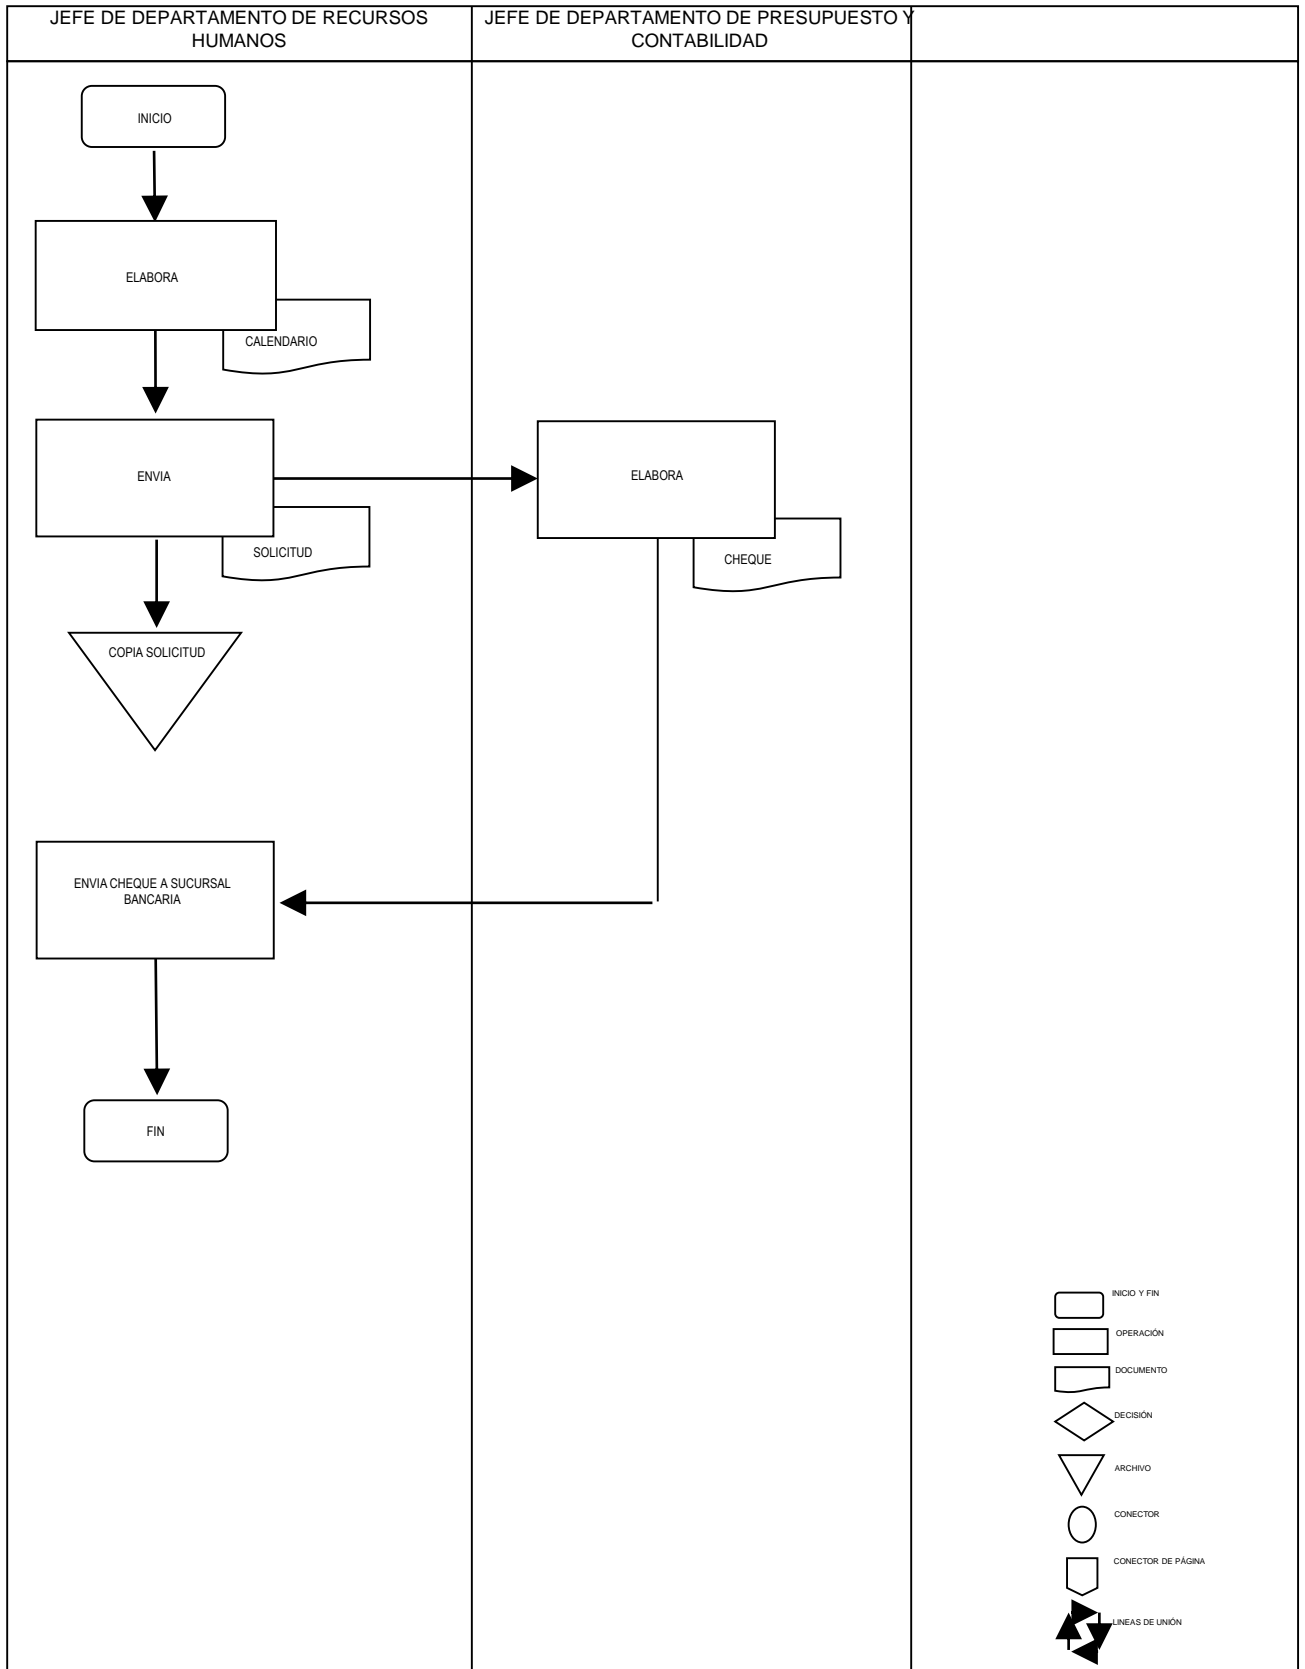 JEFE DE DEPARTAMENTO DE RECURSOS
HUMANOS
JEFE DE DEPARTAMENTO DE PRESUPUESTO Y
CONTABILIDAD
INICIO
ELABORA
CALENDARIO
ENVIA
SOLICITUD
ELABORA
CHEQUE
COPIA SOLICITUD
ENVIA CHEQUE A SUCURSAL
BANCARIA
FIN
INICIO Y FIN
OPERACIÓN
DOCUMENTO
DECISIÓN
ARCHIVO
CONECTOR
CONECTOR DE PÁGINA
LINEAS DE UNIÓN